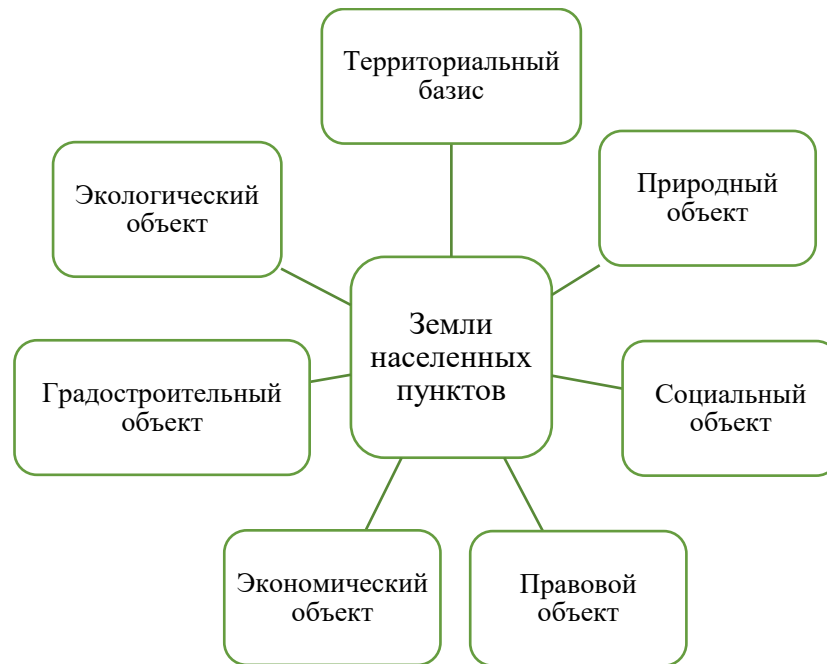 Территориальный
базис
Природный
объект
Социальный
объект
Правовой
объект
Экономический
объект
Градостроительный
объект
Экологический
объект
Земли
населенных
пунктов